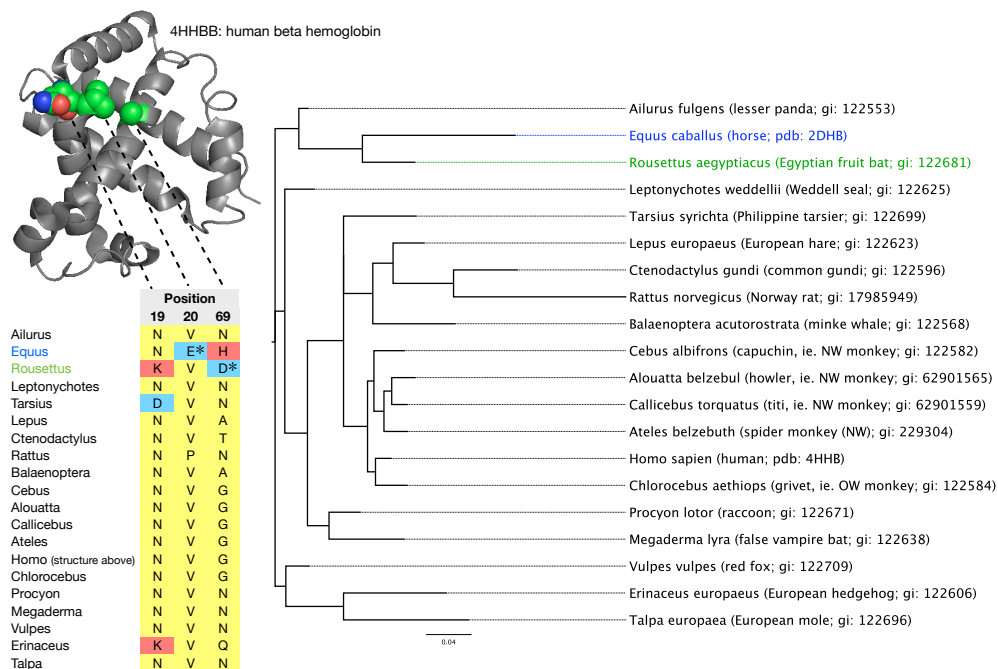 4HHBB: human beta hemoglobin
Ailurus fulgens (lesser panda; gi: 122553)
Equus caballus (horse; pdb: 2DHB)
Rousettus aegyptiacus (Egyptian fruit bat; gi: 122681)
Leptonychotes weddellii (Weddell seal; gi: 122625)
Tarsius syrichta (Philippine tarsier; gi: 122699)
Lepus europaeus (European hare; gi: 122623)
Ctenodactylus gundi (common gundi; gi: 122596)
Rattus norvegicus (Norway rat; gi: 17985949)
Balaenoptera acutorostrata (minke whale; gi: 122568)
Cebus albifrons (capuchin, ie. NW monkey; gi: 122582)
Alouatta belzebul (howler, ie. NW monkey; gi: 62901565)
Callicebus torquatus (titi, ie. NW monkey; gi: 62901559)
Ateles belzebuth (spider monkey (NW); gi: 229304)
Homo sapien (human; pdb: 4HHB)
Chlorocebus aethiops (grivet, ie. OW monkey; gi: 122584)
Procyon lotor (raccoon; gi: 122671)
Megaderma lyra (false vampire bat; gi: 122638)
Vulpes vulpes (red fox; gi: 122709)
Erinaceus europaeus (European hedgehog; gi: 122606)
Talpa europaea (European mole; gi: 122696)
0.04
Position
19 20 69
Ailurus N V N
Equus N E* H
Rousettus K V D*
Leptonychotes N V N
Tarsius D V N
Lepus N V A
Ctenodactylus N V T
Rattus N P N
Balaenoptera N V A
Cebus N V G
Alouatta N V G
Callicebus N V G
Ateles N V G
Homo (structure above) N V G
Chlorocebus N V G
Procyon N V N
Megaderma N V N
Vulpes N V N
Erinaceus K V Q
Talpa N V N